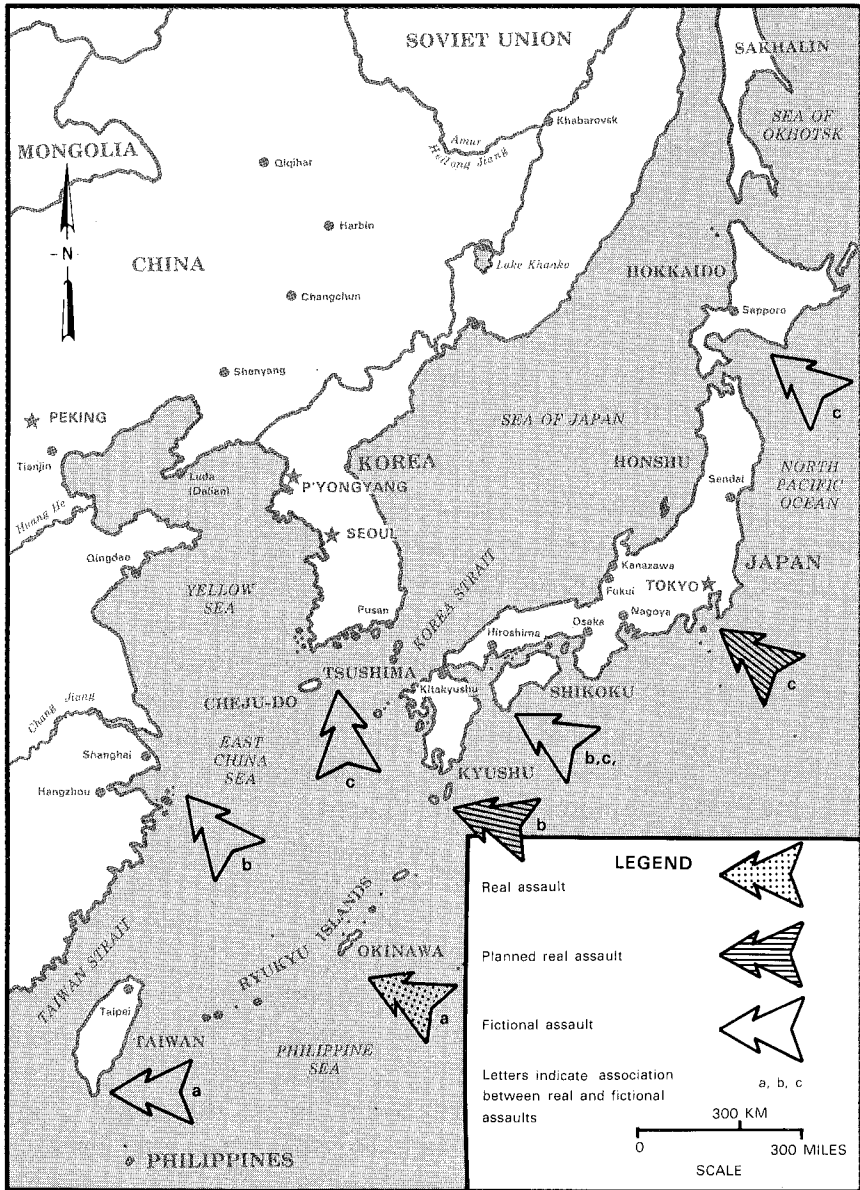 SOVIET UNION
SAKHALIN
SEA OF
OKHOTSK
Khabarovsk
Amur
Heilong Jiang
MONGOLIA
Qiqihar
N
Harbin
CHINA
Lake Khanka
HOKKAIDO
Changchun
Sapporo
Shenyang
c
PEKING
SEA OF JAPAN
Tianjin
KOREA
HONSHU
NORTH
PACIFIC
OCEAN
Luda
(Dalian)
P'YONGYANG
Sendai
Huang He
SEOUL
Qingdao
JAPAN
Kanazawa
YELLOW
SEA
KOREA STRAIT
TOKYO
Fukui
Pusan
Nagoya
Hiroshima
Osaka
TSUSHIMA
Kitakyushu
SHIKOKU
c
CHEJU-DO
Chang Jiang
EAST
CHINA
SEA
Shanghai
b,c,
KYUSHU
c
Hangzhou
b
b
LEGEND
Real assault
RYUKYU ISLANDS
OKINAWA
Planned real assault
TAIWAN STRAIT
Taipei
a
Fictional assault
TAIWAN
PHILIPPINE
SEA
Letters indicate association
between real and fictional
assaults
a, b, c
a
300 KM
0
300 MILES
PHILIPPINES
SCALE